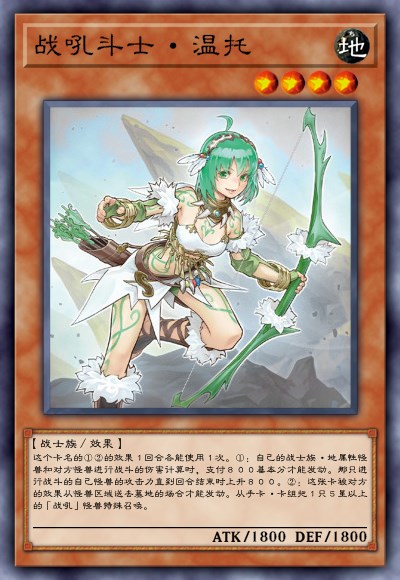 战吼斗士·温托
地
【战士族／效果】
这个卡名的①②的效果1回合各能使用1次。①：自己的战士族·地属性怪
兽和对方怪兽进行战斗的伤害计算时，支付８００基本分才能发动。那只进
行战斗的自己怪兽的攻击力直到回合结束时上升８００。②：这张卡被对方
的效果从怪兽区域送去墓地的场合才能发动。从手卡·卡组把１只５星以上
的「战吼」怪兽特殊召唤。
ATK/1800 DEF/1800